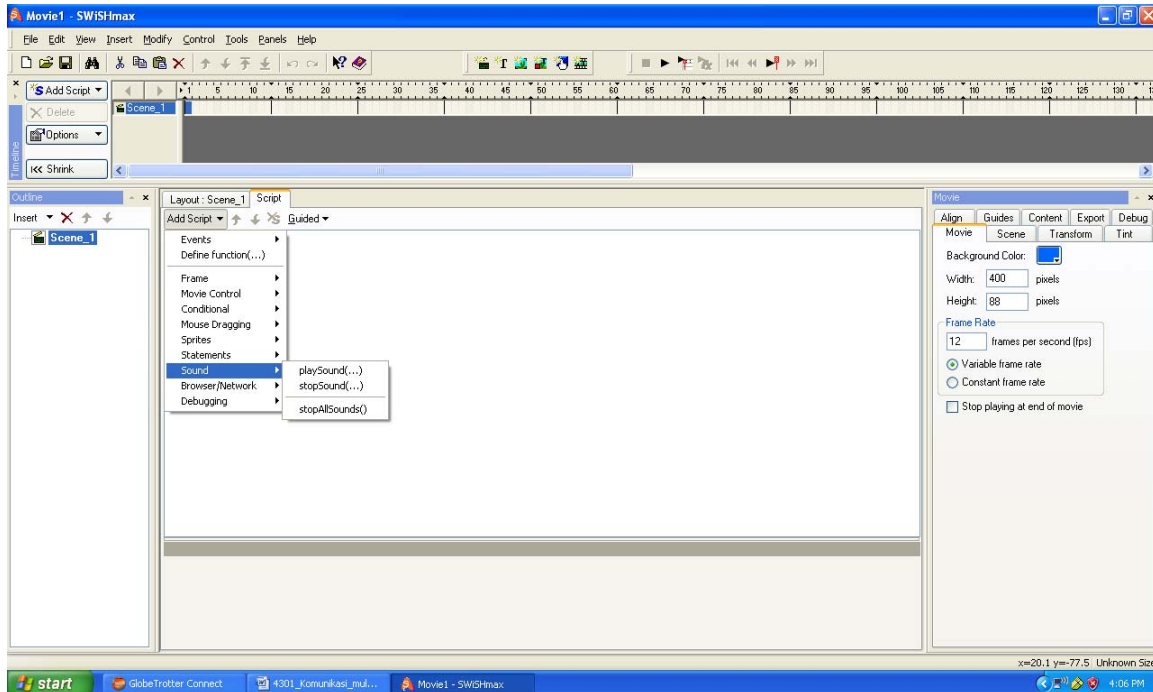 Movie1 - SWiSHmax
File Edit View Insert Modify Control Tools Panels Help
Add Script
Delete
Options
Shrink
Timeline
Scene_1
1 5 10 15 20 25 30 35 40 45 50 55 60 65 70 75 80 85 90 95 100 105 110 115 120 125 130
Outline
Insert
Scene_1
Layout : Scene_1 Script
Add Script Guided
Events
Define function(...)
Frame
Movie Control
Conditional
Mouse Dragging
Sprites
Statements
Sound
Browser/Network
Debugging
playSound(...)
stopSound(...)
stopAllSounds()
Movie
Align Guides Content Export Debug
Movie Scene Transform Tint
Background Color:
Width: 400 pixels
Height: 88 pixels
Frame Rate
12 frames per second (fps)
Variable frame rate
Constant frame rate
Stop playing at end of movie
x=20.1 y=-77.5 Unknown Size
start GlobeTrotter Connect 4301_Komunikasi_mul... Movie1 - SWiSHmax 4:06 PM